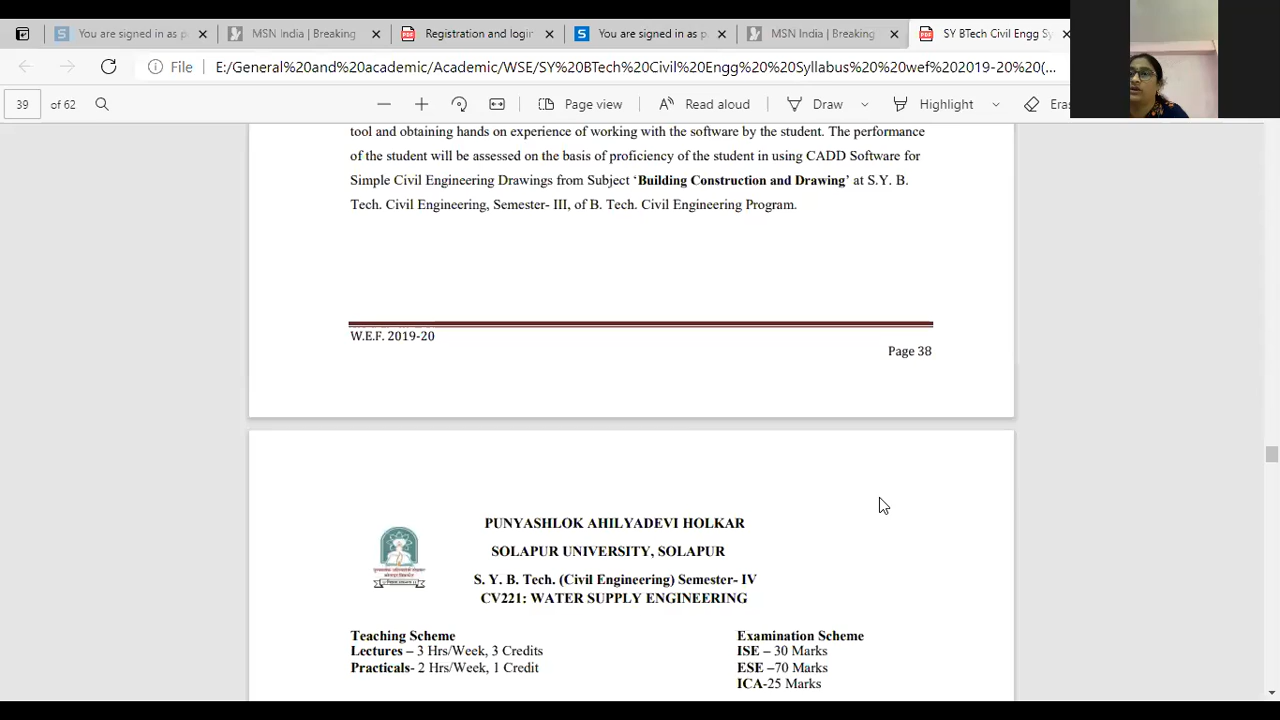 You are signed in as p
MSN India | Breaking
Registration and login
You are signed in as p
MSN India | Breaking
SY BTech Civil Engg Sy
File
E:/General%20and%20academic/Academic/WSE/SY%20BTech%20Civil%20Engg%20%20Syllabus%20%20wef%202019-20%20(...
39 of 62
Page view
Read aloud
Draw
Highlight
Era
tool and obtaining hands on experience of working with the software by the student. The performance
of the student will be assessed on the basis of proficiency of the student in using CADD Software for
Simple Civil Engineering Drawings from Subject ‘Building Construction and Drawing’ at S.Y. B.
Tech. Civil Engineering, Semester- III, of B. Tech. Civil Engineering Program.
W.E.F. 2019-20
Page 38
PUNYASHLOK AHILYADEVI HOLKAR
SOLAPUR UNIVERSITY, SOLAPUR
S. Y. B. Tech. (Civil Engineering) Semester- IV
CV221: WATER SUPPLY ENGINEERING
Teaching Scheme
Lectures – 3 Hrs/Week, 3 Credits
Practicals- 2 Hrs/Week, 1 Credit
Examination Scheme
ISE – 30 Marks
ESE –70 Marks
ICA-25 Marks